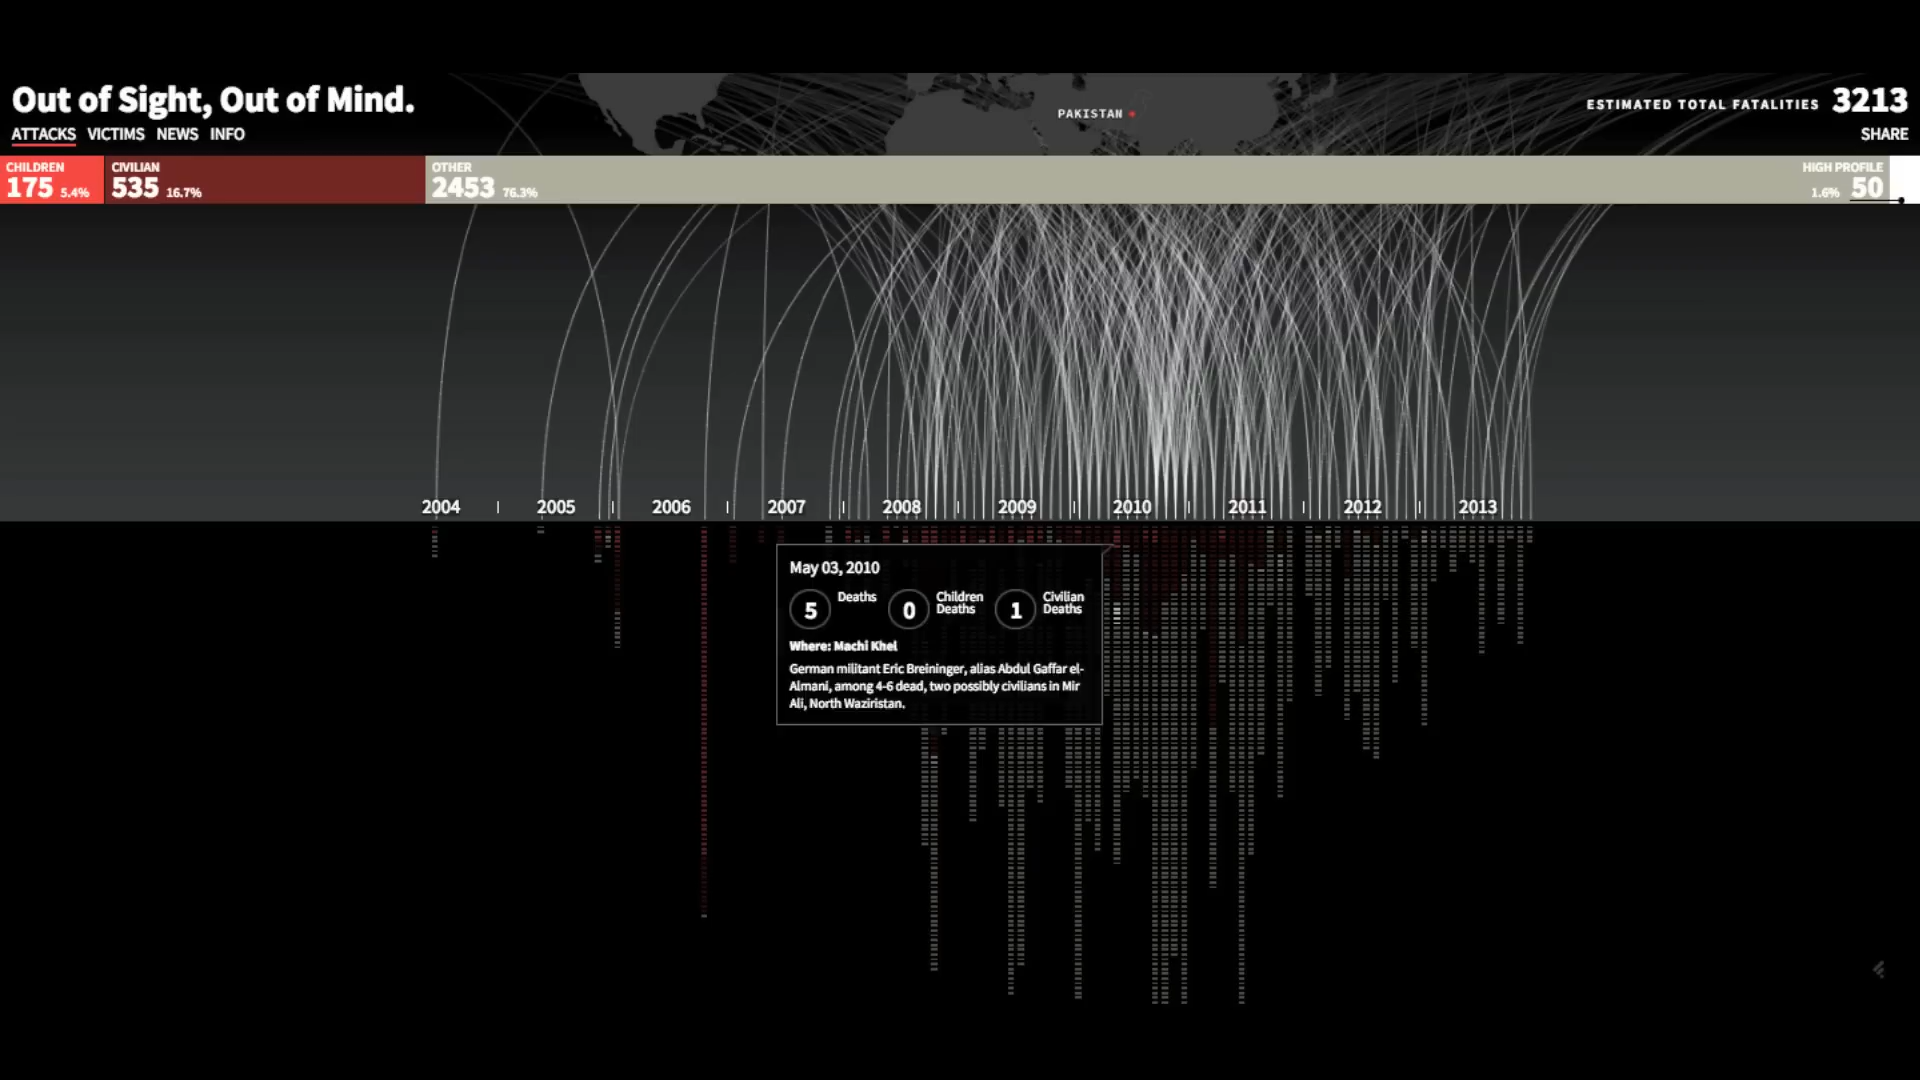 Out of Sight, Out of Mind.
ATTACKS VICTIMS NEWS INFO
PAKISTAN
ESTIMATED TOTAL FATALITIES 3213
SHARE
CHILDREN
175 5.4%
CIVILIAN
535 16.7%
OTHER
2453 76.3%
HIGH PROFILE
1.6% 50
2004 2005 2006 2007 2008 2009 2010 2011 2012 2013
May 03, 2010
5 Deaths
0 Children Deaths
1 Civilian Deaths
Where: Machi Khel
German militant Eric Breininger, alias Abdul Gaffar el-
Almani, among 4-6 dead, two possibly civilians in Mir
Ali, North Waziristan.